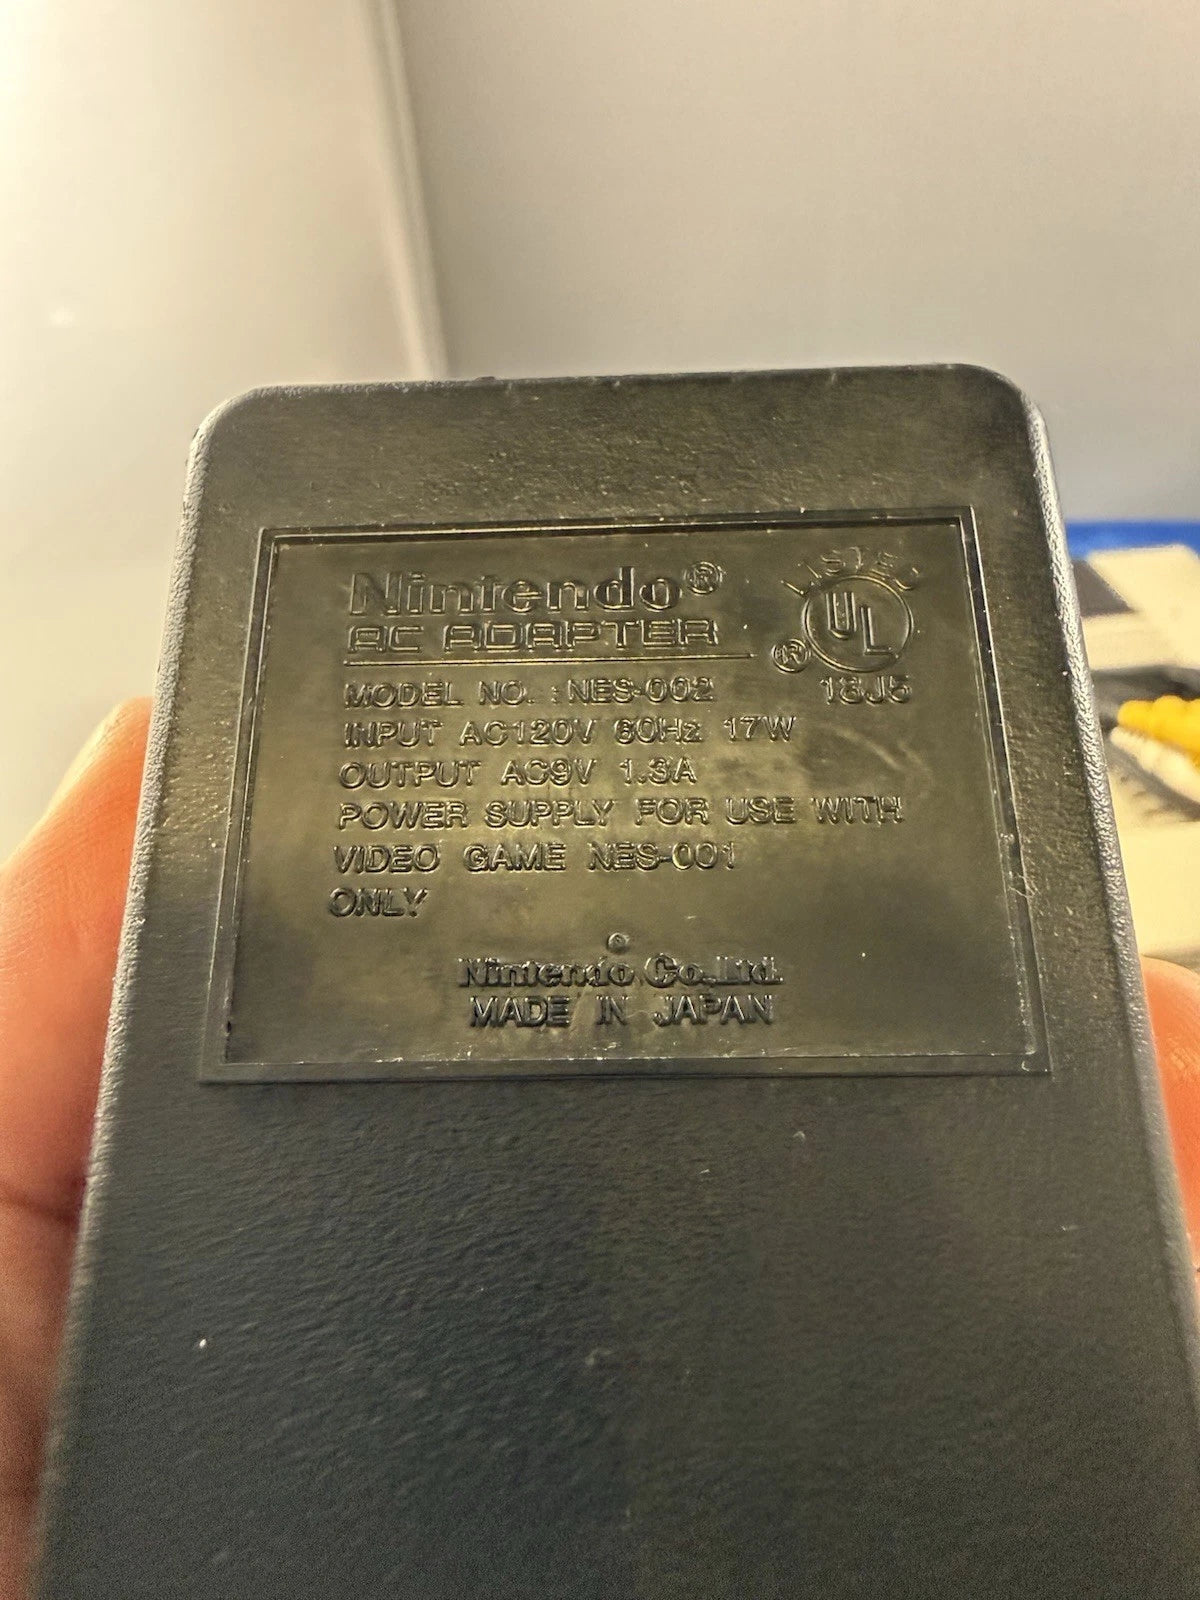 Nintendo®
AC ADAPTER
LISTED
UL
®
18J5
MODEL NO. : NES-002
INPUT AC120V 60Hz 17W
OUTPUT AC9V 1.3A
POWER SUPPLY FOR USE WITH
VIDEO GAME NES-001
ONLY
©
Nintendo Co.,Ltd.
MADE IN JAPAN